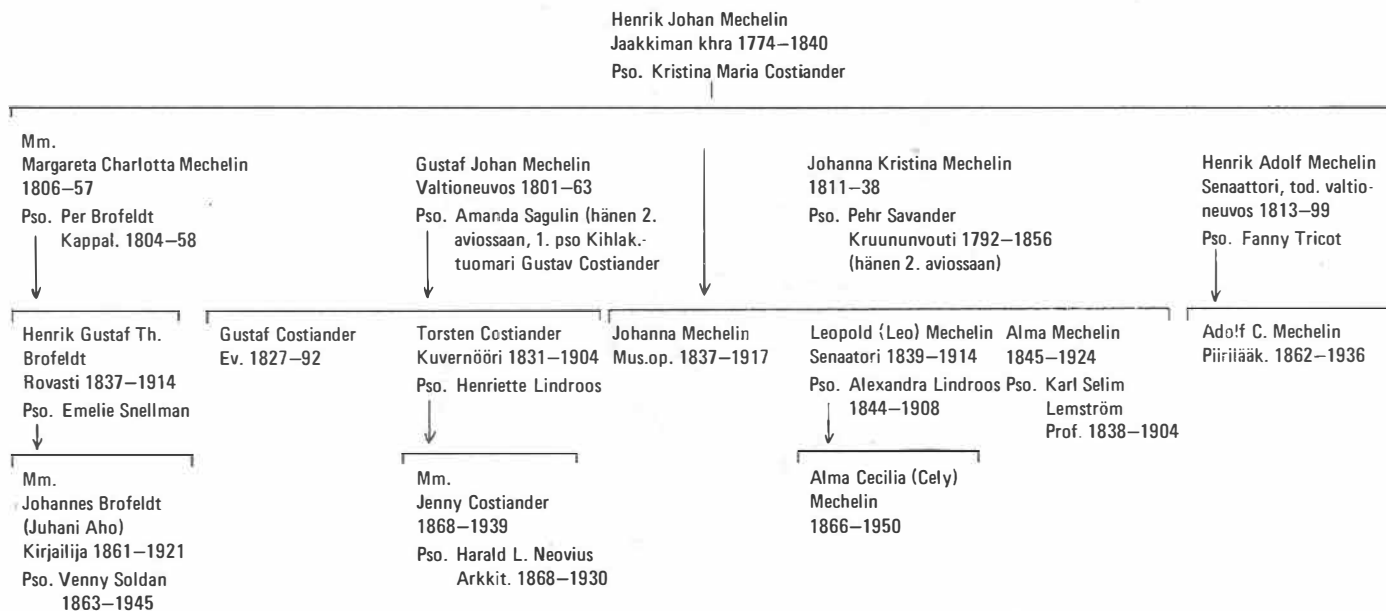 Henrik Johan Mechelin
Jaakkiman khra 1774–1840
Pso. Kristina Maria Costiander
Mm.
Margareta Charlotta Mechelin
1806–57
Pso. Per Brofeldt
Kappal. 1804–58
Gustaf Johan Mechelin
Valtioneuvos 1801–63
Pso. Amanda Sagulin (hänen 2.
aviossaan, 1. pso Kihlak.-
tuomari Gustav Costiander
Johanna Kristina Mechelin
1811–38
Pso. Pehr Savander
Kruununvouti 1792–1856
(hänen 2. aviossaan)
Henrik Adolf Mechelin
Senaattori, tod. valtio-
neuvos 1813–99
Pso. Fanny Tricot
Henrik Gustaf Th.
Brofeldt
Rovasti 1837–1914
Pso. Emelie Snellman
Gustaf Costiander
Ev. 1827–92
Torsten Costiander
Kuvernööri 1831–1904
Pso. Henriette Lindroos
Johanna Mechelin
Mus.op. 1837–1917
Leopold (Leo) Mechelin
Senaatori 1839–1914
Pso. Alexandra Lindroos
1844–1908
Alma Mechelin
1845–1924
Pso. Karl Selim
Lemström
Prof. 1838–1904
Adolf C. Mechelin
Piirilääk. 1862–1936
Mm.
Johannes Brofeldt
(Juhani Aho)
Kirjailija 1861–1921
Pso. Venny Soldan
1863–1945
Mm.
Jenny Costiander
1868–1939
Pso. Harald L. Neovius
Arkkit. 1868–1930
Alma Cecilia (Cely)
Mechelin
1866–1950